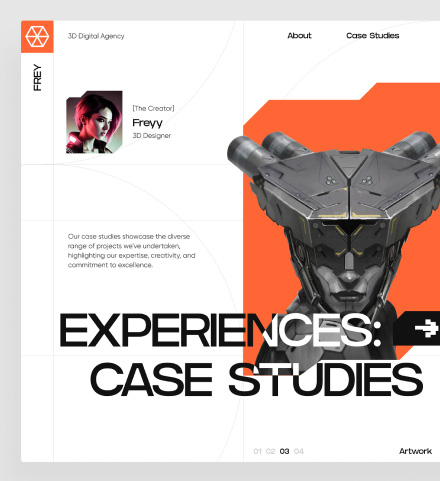 3D Digital Agency
About
Case Studies
FREY
[The Creator]
Freyy
3D Designer
Our case studies showcase the diverse
range of projects we've undertaken,
highlighting our expertise, creativity, and
commitment to excellence.
EXPERIENCES:
CASE STUDIES
01 02 03 04
Artwork